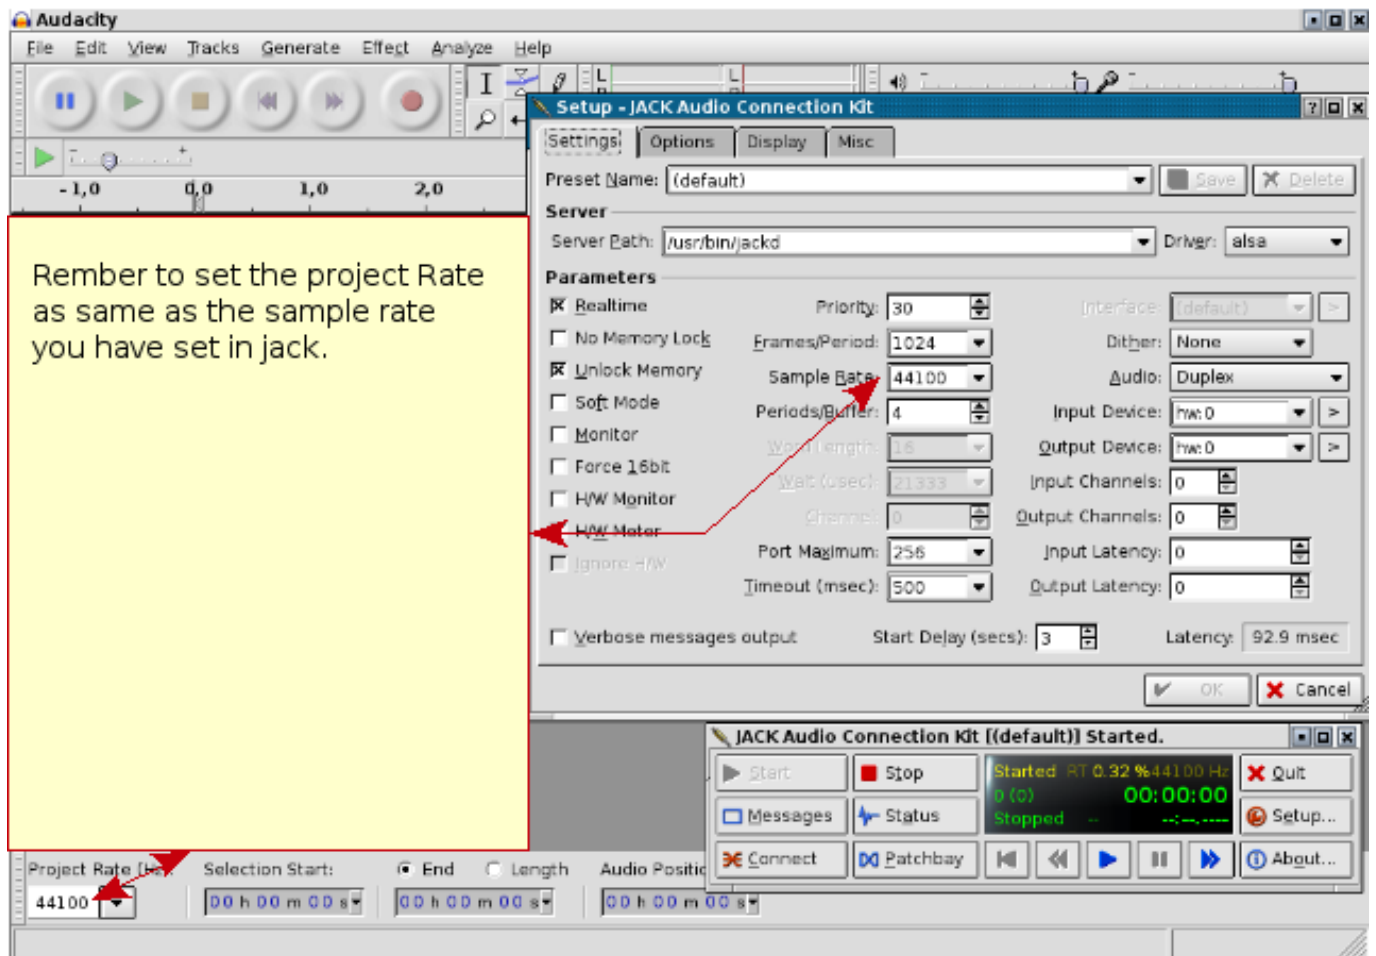 Audacity
File Edit View Tracks Generate Effect Analyze Help
L
L
Setup - JACK Audio Connection Kit
Settings Options Display Misc
-1,0 0,0 1,0 2,0
Preset Name: (default) Save Delete
Server
Server Path: /usr/bin/jackd Driver: alsa
Rember to set the project Rate
as same as the sample rate
you have set in jack.
Parameters
Realtime Priority: 30 Interface: (default) >
No Memory Lock Frames/Period: 1024 Dither: None
Unlock Memory Sample Rate: 44100 Audio: Duplex
Soft Mode Periods/Buffer: 4 Input Device: hw:0 >
Monitor Word Length: 16 Output Device: hw:0 >
Force 16bit Wait (usec): 21333 Input Channels: 0
H/W Monitor Channel: 0 Output Channels: 0
H/W Meter Port Maximum: 256 Input Latency: 0
Ignore H/W Timeout (msec): 500 Output Latency: 0
Verbose messages output Start Delay (secs): 3 Latency: 92.9 msec
OK Cancel
JACK Audio Connection Kit [(default)] Started.
Start Stop Started RT 0.32 % 44100 Hz Quit
0 (0) 00:00:00
Messages Status Stopped -- --:--.---- Setup...
Connect Patchbay About...
Project Rate (Hz Selection Start: End Length Audio Positio
44100 00 h 00 m 00 s 00 h 00 m 00 s 00 h 00 m 00 s